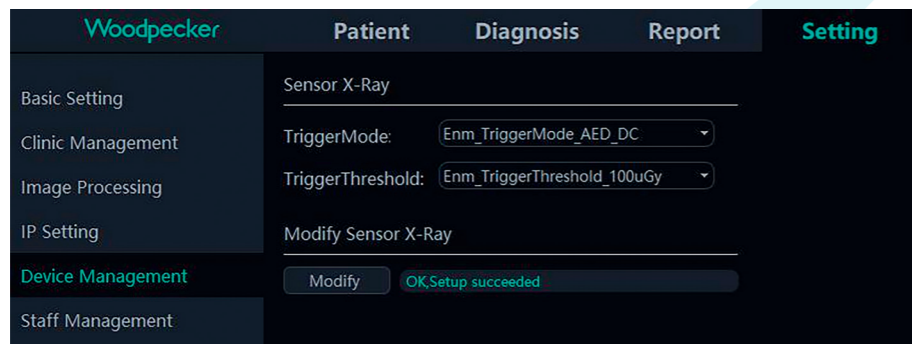 Woodpecker Patient Diagnosis Report Setting
Basic Setting
Clinic Management
Image Processing
IP Setting
Device Management
Staff Management
Sensor X-Ray
TriggerMode: Enm_TriggerMode_AED_DC
TriggerThreshold: Enm_TriggerThreshold_100uGy
Modify Sensor X-Ray
Modify OK,Setup succeeded